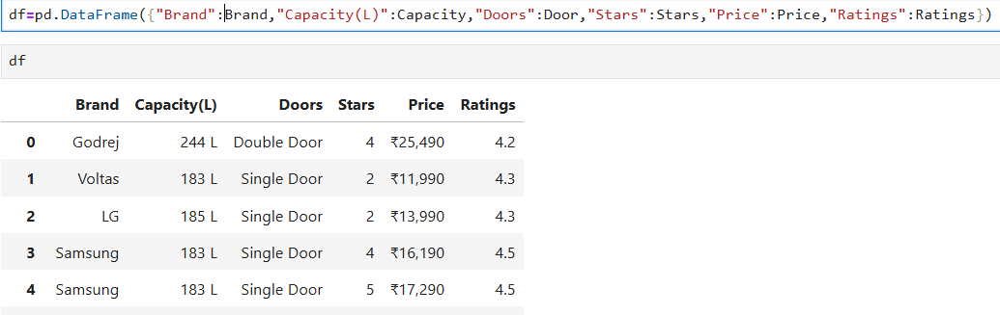 df=pd.DataFrame({"Brand":Brand,"Capacity(L)":Capacity,"Doors":Door,"Stars":Stars,"Price":Price,"Ratings":Ratings})
df
Brand Capacity(L) Doors Stars Price Ratings
0 Godrej 244 L Double Door 4 ₹25,490 4.2
1 Voltas 183 L Single Door 2 ₹11,990 4.3
2 LG 185 L Single Door 2 ₹13,990 4.3
3 Samsung 183 L Single Door 4 ₹16,190 4.5
4 Samsung 183 L Single Door 5 ₹17,290 4.5